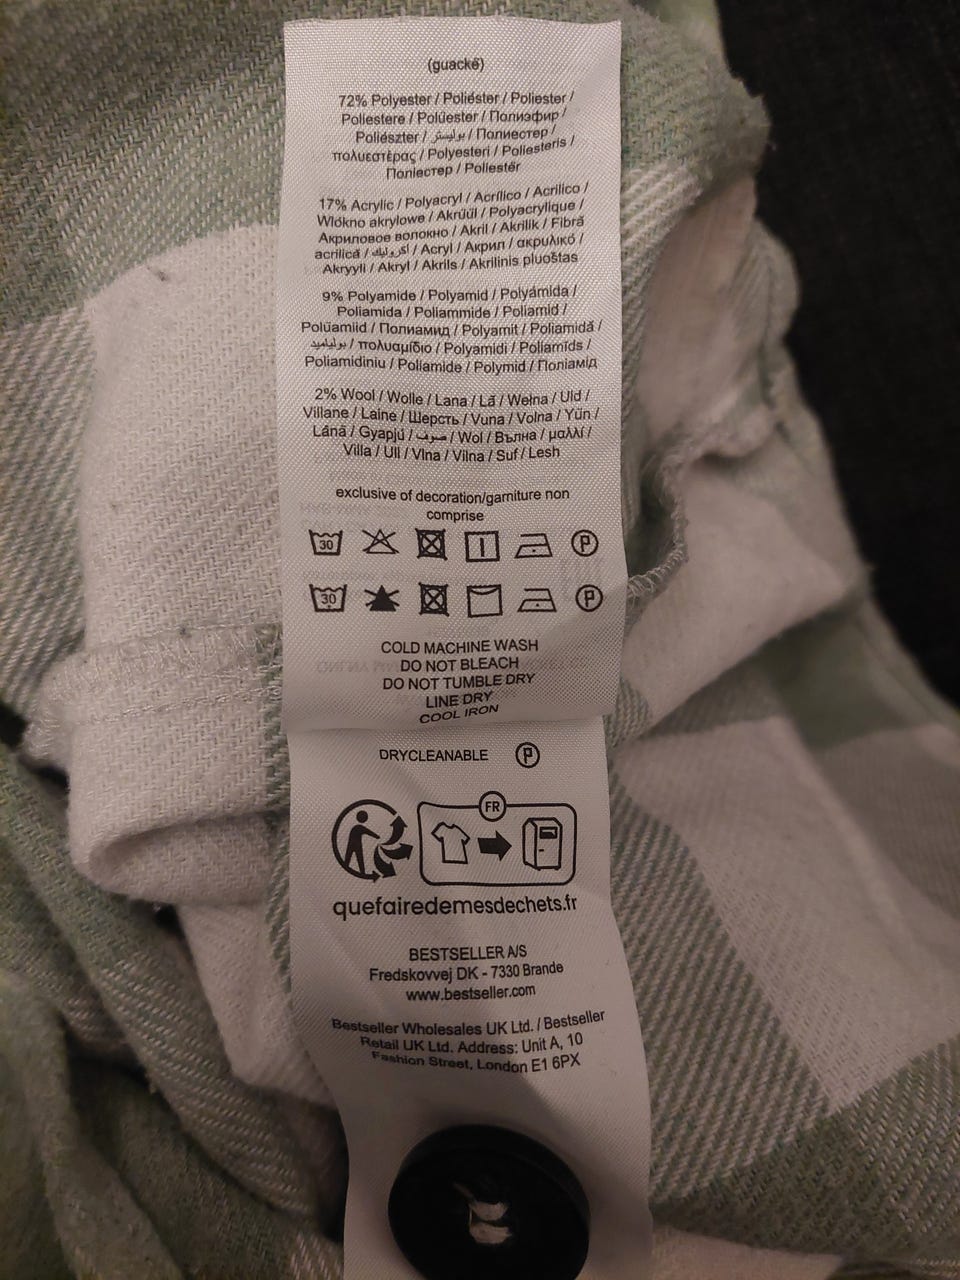 (guacké)
72% Polyester / Poliéster / Poliester /
Poliestere / Polüester / Полиэфир /
Poliészter / بوليستر / Полиестер /
πολυεστέρας / Polyesteri / Poliesteris /
Поліестер / Poliestër
17% Acrylic / Polyacryl / Acrílico / Acrilico /
Włókno akrylowe / Akrüül / Polyacrylique /
Акриловое волокно / Akril / Akrilik / Fibră
acrilică / أكريليك / Acryl / Акрил / ακρυλικό /
Akryyli / Akryl / Akrils / Akrilinis pluoštas
9% Polyamide / Polyamid / Polyámida /
Poliamida / Poliammide / Poliamid /
Polüamiid / Полиамид / Polyamit / Poliamidă /
بولياميد / πολυαμίδιο / Polyamidi / Poliamīds /
Poliamidiniu / Poliamide / Polymid / Поліамід
2% Wool / Wolle / Lana / Lã / Wełna / Uld /
Villane / Laine / Шерсть / Vuna / Volna / Yün /
Lână / Gyapjú / صوف / Wol / Вълна / μαλλί /
Villa / Ull / Vlna / Vilna / Suf / Lesh
exclusive of decoration/garniture non
comprise
30 P
30 P
COLD MACHINE WASH
DO NOT BLEACH
DO NOT TUMBLE DRY
LINE DRY
COOL IRON
DRYCLEANABLE P
FR
quefairedemesdechets.fr
BESTSELLER A/S
Fredskovvej DK - 7330 Brande
www.bestseller.com
Bestseller Wholesales UK Ltd. / Bestseller
Retail UK Ltd. Address: Unit A, 10
Fashion Street, London E1 6PX